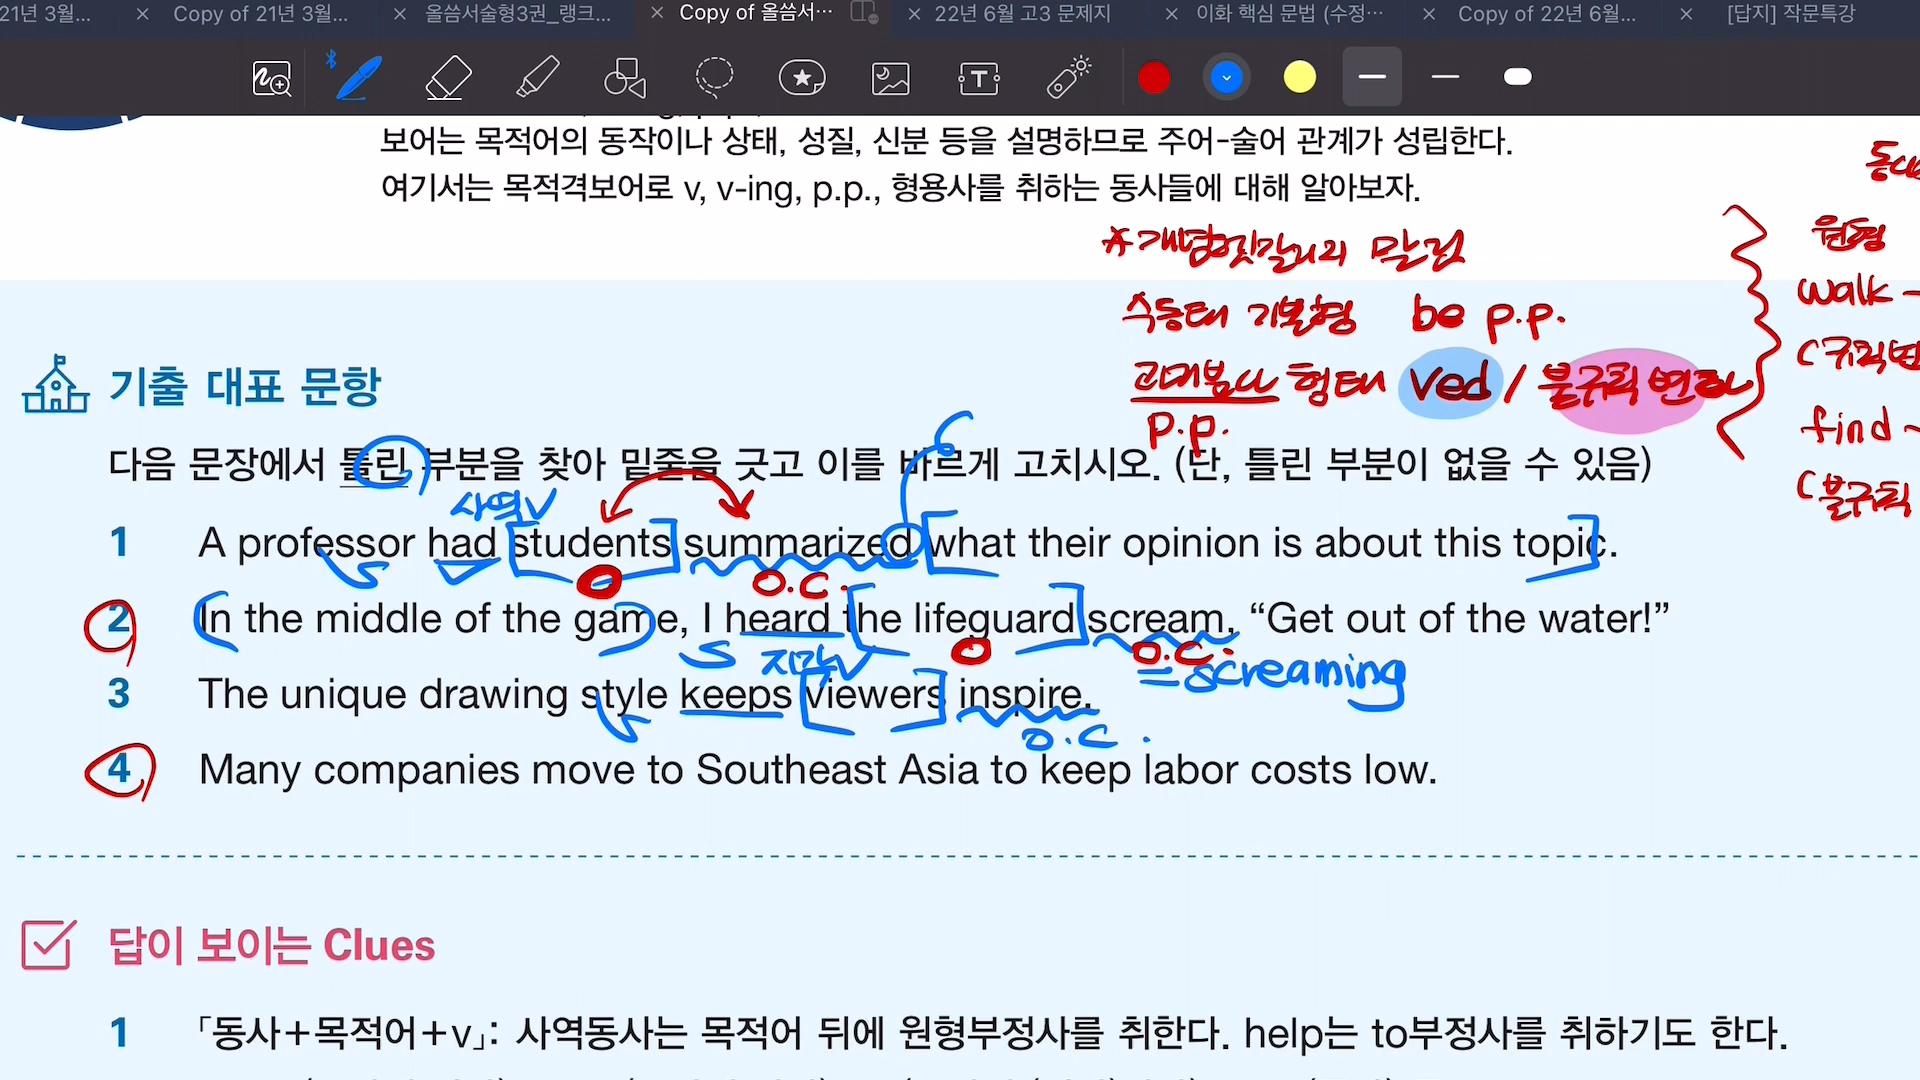 21년 3월...
Copy of 21년 3월...
올씀서술형3권_랭크...
Copy of 올씀서...
22년 6월 고3 문제지
이화 핵심 문법 (수정...
Copy of 22년 6월...
[답지] 작문특강
보어는 목적어의 동작이나 상태, 성질, 신분 등을 설명하므로 주어-술어 관계가 성립한다.
여기서는 목적격보어로 v, v-ing, p.p., 형용사를 취하는 동사들에 대해 알아보자.
수동태 기본형 be p.p.
과거분사 형태 Ved / 불규칙 변화
p.p.
원형
walk
find
불규칙
기출 대표 문항
다음 문장에서 틀린 부분을 찾아 밑줄을 긋고 이를 바르게 고치시오. (단, 틀린 부분이 없을 수 있음)
사역V
1 A professor had students summarized what their opinion is about this topic.
S O O.C.
2 In the middle of the game, I heard the lifeguard scream, “Get out of the water!”
S 지각V O O.C.
= screaming
3 The unique drawing style keeps viewers inspire.
O.C.
4 Many companies move to Southeast Asia to keep labor costs low.
답이 보이는 Clues
1 「동사+목적어+v」: 사역동사는 목적어 뒤에 원형부정사를 취한다. help는 to부정사를 취하기도 한다.